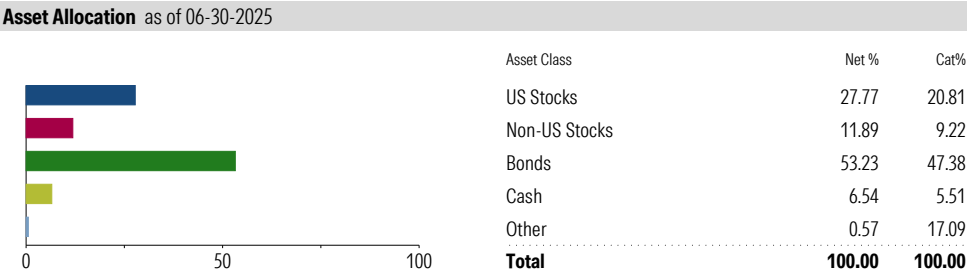 Asset Allocation as of 06-30-2025
Asset Class Net % Cat%
US Stocks 27.77 20.81
Non-US Stocks 11.89 9.22
Bonds 53.23 47.38
Cash 6.54 5.51
Other 0.57 17.09
0 50 100
Total 100.00 100.00